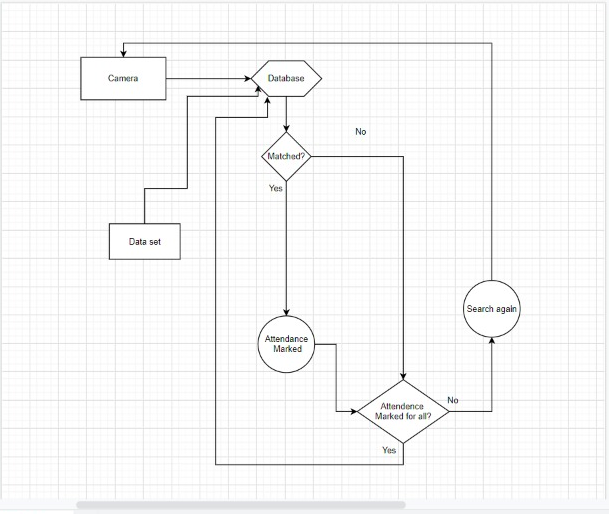 Camera
Database
No
Matched?
Yes
Data set
Search again
Attendance
Marked
No
Attendence
Marked for all?
Yes